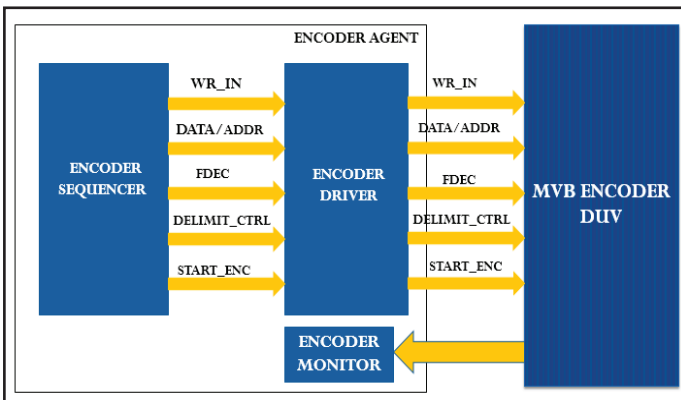 ENCODER AGENT
WR_IN
WR_IN
DATA/ADDR
DATA/ADDR
ENCODER
SEQUENCER
FDEC
ENCODER
DRIVER
FDEC
MVB ENCODER
DUV
DELIMIT_CTRL
DELIMIT_CTRL
START_ENC
START_ENC
ENCODER
MONITOR